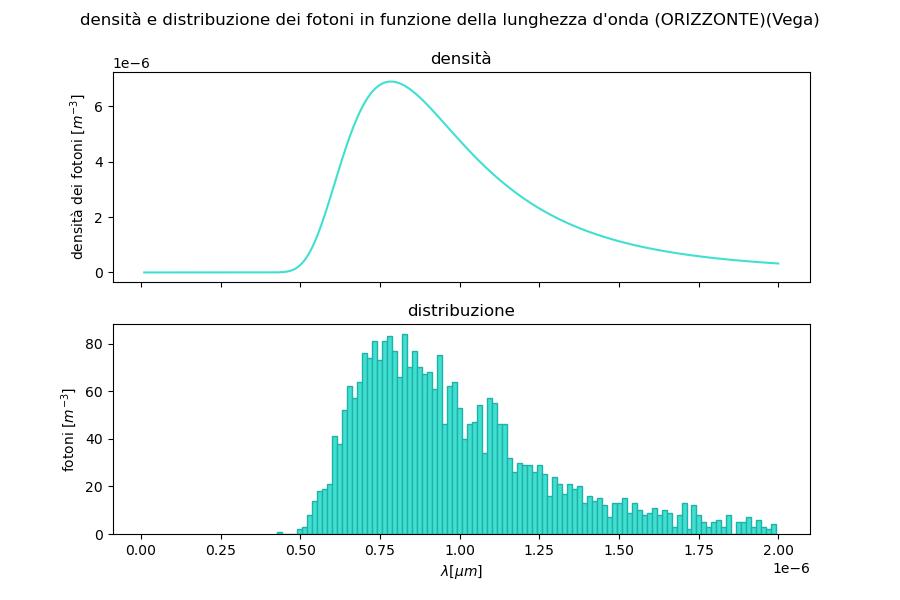 densità e distribuzione dei fotoni in funzione della lunghezza d'onda (ORIZZONTE)(Vega)
densità
1e−6
densità dei fotoni [m⁻³]
6
4
2
0
distribuzione
fotoni [m⁻³]
80
60
40
20
0
0.00 0.25 0.50 0.75 1.00 1.25 1.50 1.75 2.00
1e−6
λ[μm]